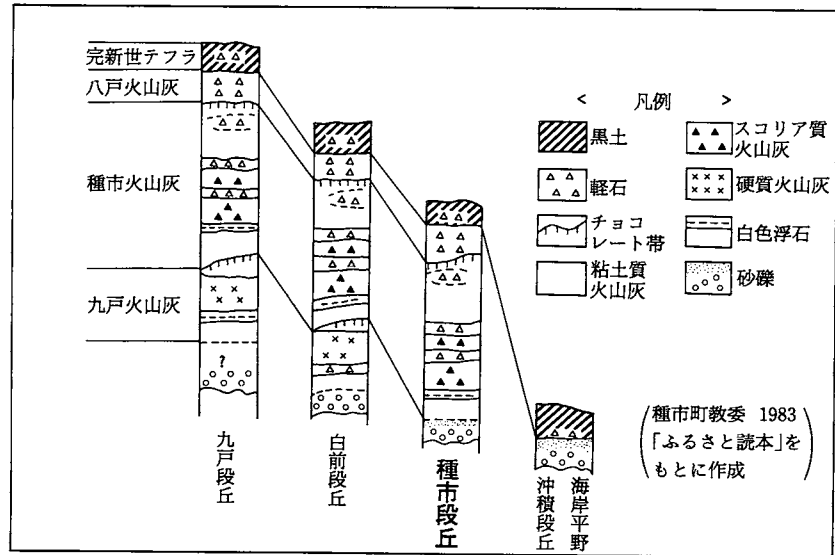 完新世テフラ
八戸火山灰
種市火山灰
九戸火山灰
?
九戸段丘
白前段丘
種市段丘
沖積段丘
海岸平野
< 凡例 >
黒土
スコリア質
火山灰
軽石
硬質火山灰
チョコ
レート帯
白色浮石
粘土質
火山灰
砂礫
種市町教委 1983
「ふるさと読本」を
もとに作成